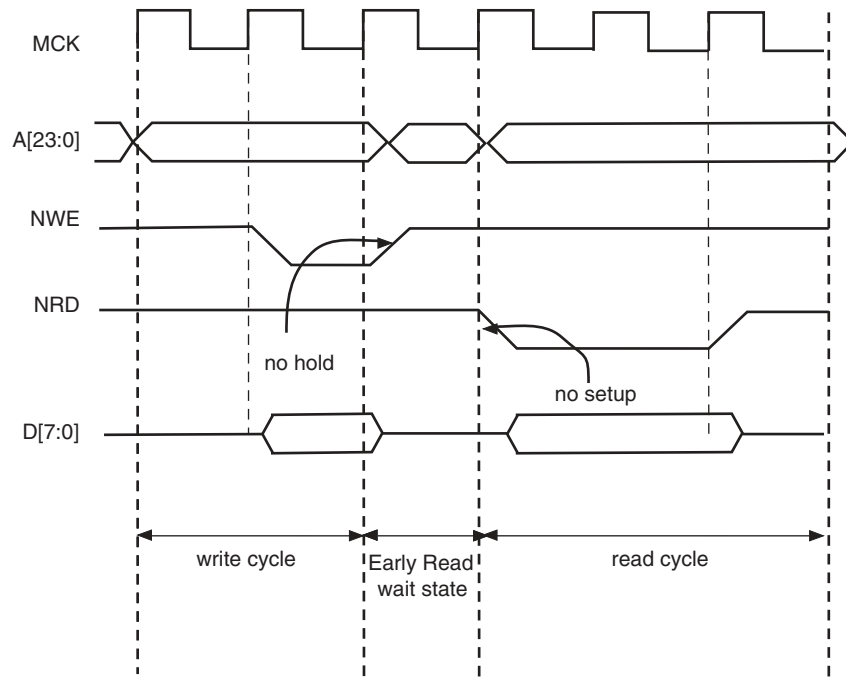 MCK
A[23:0]
NWE
NRD
no hold
no setup
D[7:0]
write cycle
Early Read
wait state
read cycle